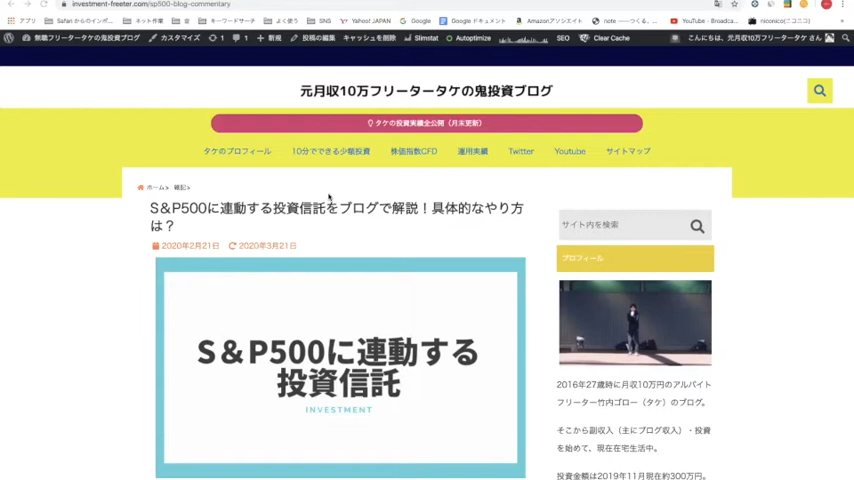 investment-freeter.com/sp500-blog-commentary
アプリ Safari からのインポ... ネット作業 会 キーワードサーチ よく使う SNS Yahoo! JAPAN Google Google ドキュメント Amazonアソシエイト note ――つくる、... YouTube - Broadca... niconico(ニコニコ)
無職フリータータケの鬼投資ブログ カスタマイズ 1 1 新規 投稿の編集 キャッシュを削除 Slimstat Autoptimize SEO Clear Cache こんにちは、元月収10万フリータータケ さん
元月収10万フリータータケの鬼投資ブログ
タケの投資実績全公開（月末更新）
タケのプロフィール 10分でできる少額投資 株価指数CFD 運用実績 Twitter Youtube サイトマップ
ホーム 雑記
S＆P500に連動する投資信託をブログで解説！具体的なやり方
は？
2020年2月21日 2020年3月21日
S＆P500に連動する
投資信託
INVESTMENT
サイト内を検索
プロフィール
2016年27歳時に月収10万円のアルバイト
フリーター竹内ゴロー（タケ）のブログ。
そこから副収入（主にブログ収入）・投資
を始めて、現在在宅生活中。
投資金額は2019年11月現在約300万円。